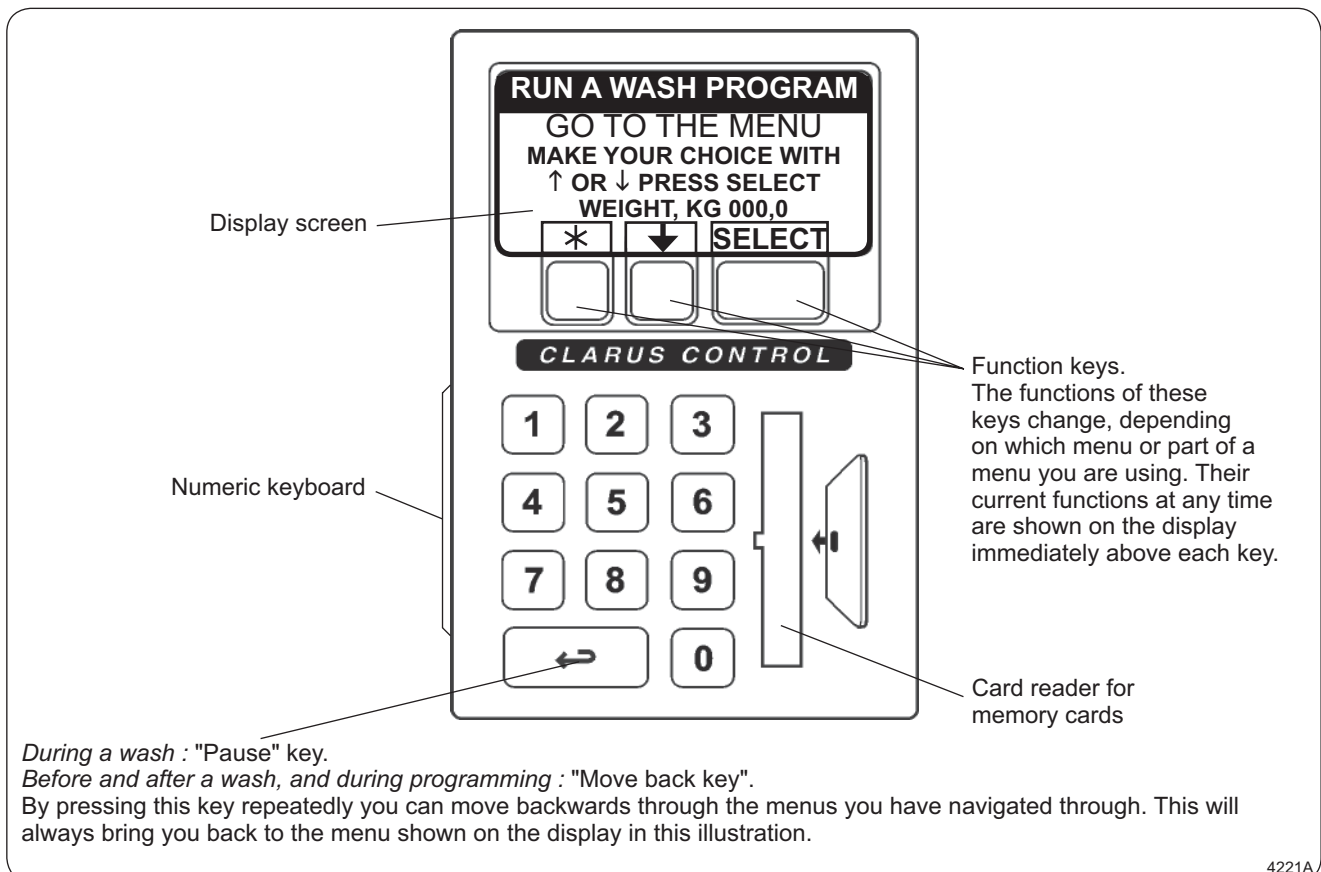 RUN A WASH PROGRAM
GO TO THE MENU
MAKE YOUR CHOICE WITH
↑ OR ↓ PRESS SELECT
WEIGHT, KG 000,0
* ↓ SELECT
Display screen
CLARUS CONTROL
Function keys.
The functions of these
keys change, depending
on which menu or part of a
menu you are using. Their
current functions at any time
are shown on the display
immediately above each key.
1 2 3
Numeric keyboard
4 5 6
7 8 9
0
Card reader for
memory cards
During a wash : "Pause" key.
Before and after a wash, and during programming : "Move back key".
By pressing this key repeatedly you can move backwards through the menus you have navigated through. This will
always bring you back to the menu shown on the display in this illustration.
4221A